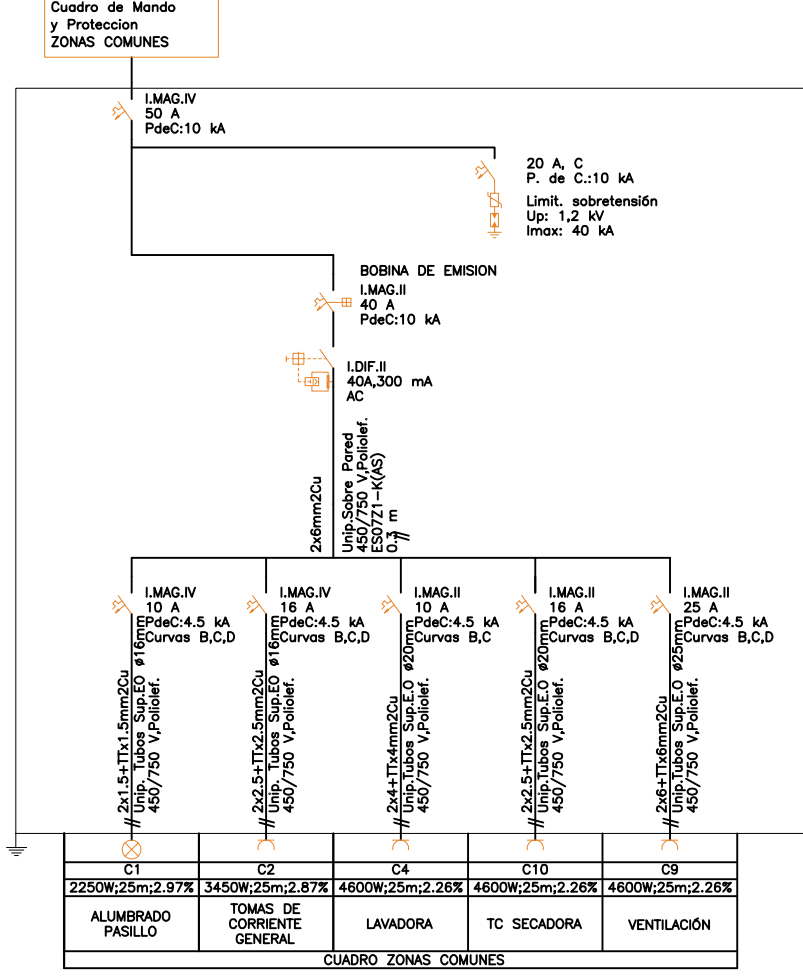 Cuadro de Mando
y Proteccion
ZONAS COMUNES
I.MAG.IV
50 A
PdeC:10 kA
20 A, C
P. de C.:10 kA
Limit. sobretensión
Up: 1,2 kV
Imax: 40 kA
BOBINA DE EMISION
I.MAG.II
40 A
PdeC:10 kA
I.DIF.II
40A,300 mA
AC
2x6mm2Cu
Unip.Sobre Pared
450/750 V,Poliolef.
ES07Z1-K(AS)
0.3 m
I.MAG.IV
10 A
PdeC:4.5 kA
Curvas B,C,D
2x1.5+TTx1.5mm2Cu
Unip. Tubos Sup.EO ø16mm
450/750 V,Poliolef.
I.MAG.IV
16 A
PdeC:4.5 kA
Curvas B,C,D
2x2.5+TTx2.5mm2Cu
Unip. Tubos Sup.EO ø16mm
450/750 V,Poliolef.
I.MAG.II
10 A
PdeC:4.5 kA
Curvas B,C
2x4+TTx4mm2Cu
Unip.Tubos Sup.E.O ø20mm
450/750 V,Poliolef.
I.MAG.II
16 A
PdeC:4.5 kA
Curvas B,C,D
2x2.5+TTx2.5mm2Cu
Unip.Tubos Sup.E.O ø20mm
450/750 V,Poliolef.
I.MAG.II
25 A
PdeC:4.5 kA
Curvas B,C,D
2x6+TTx6mm2Cu
Unip.Tubos Sup.E.O ø25mm
450/750 V,Poliolef.
C1 C2 C4 C10 C9
2250W;25m;2.97% 3450W;25m;2.87% 4600W;25m;2.26% 4600W;25m;2.26% 4600W;25m;2.26%
ALUMBRADO
PASILLO
TOMAS DE
CORRIENTE
GENERAL
LAVADORA
TC SECADORA
VENTILACIÓN
CUADRO ZONAS COMUNES